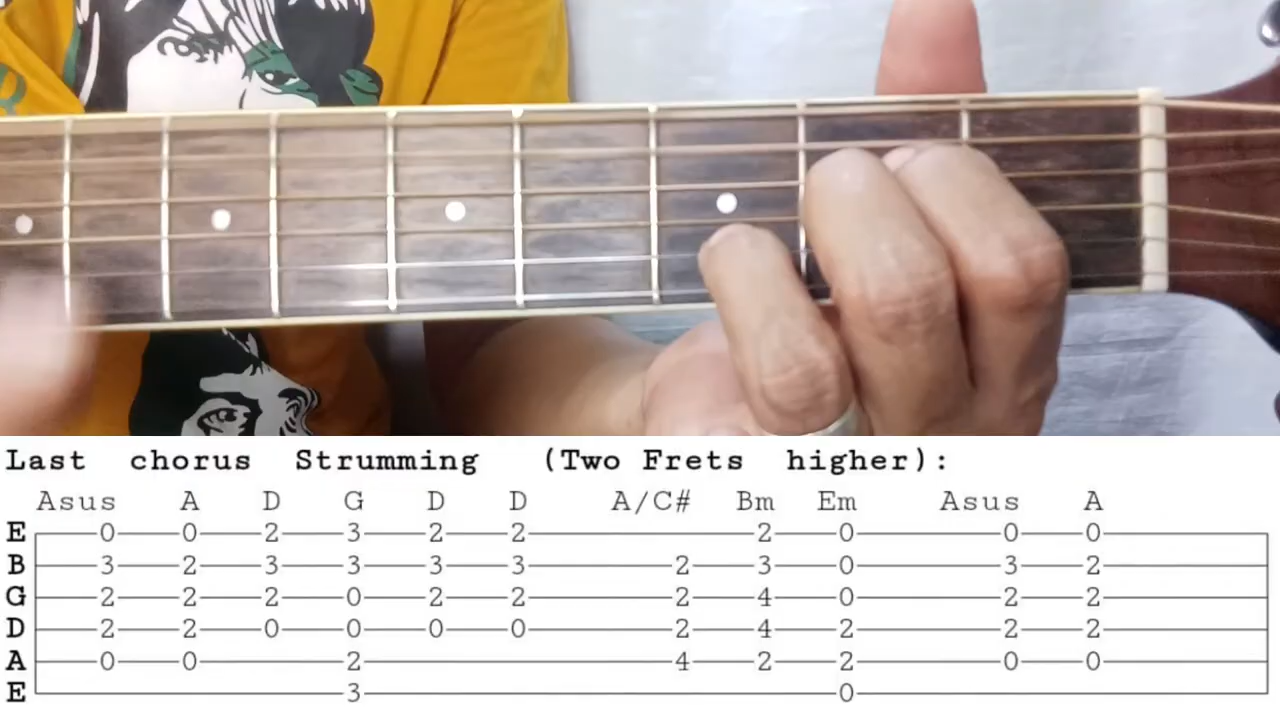 Last chorus Strumming (Two Frets higher):
Asus A D G D D A/C# Bm Em Asus A
E 0 0 2 3 2 2 2 0 0 0
B 3 2 3 3 3 3 2 3 0 3 2
G 2 2 2 0 2 2 2 4 0 2 2
D 2 2 0 0 0 0 2 4 2 2 2
A 0 0 2 4 2 2 0 0
E 3 0